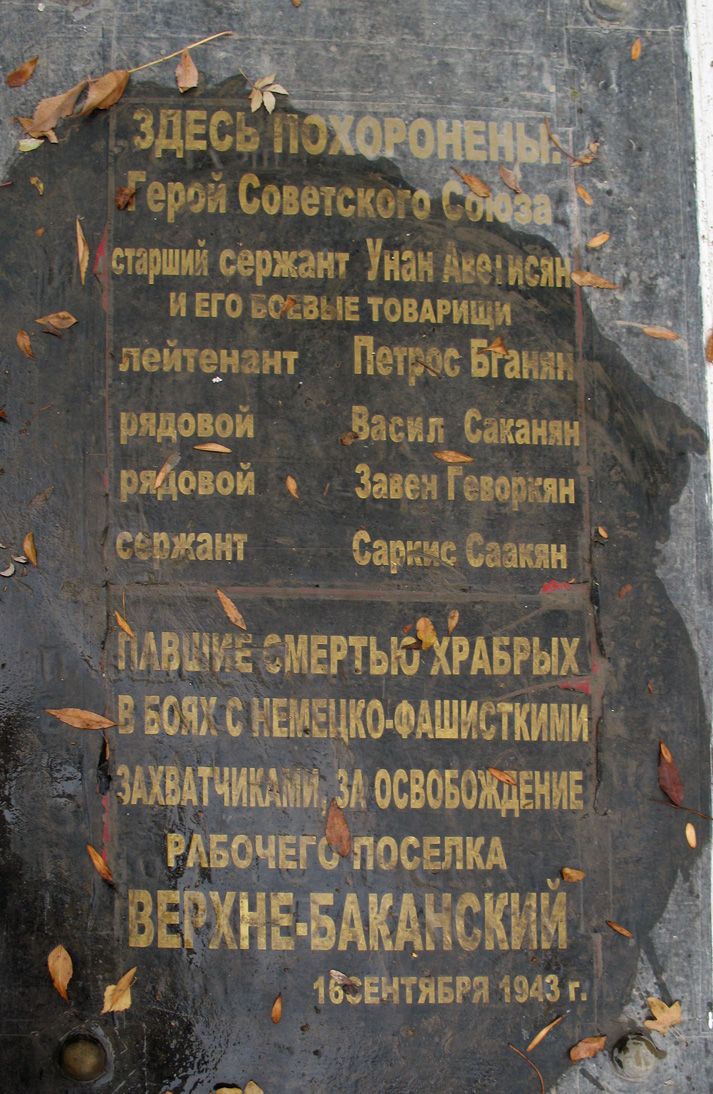 ЗДЕСЬ ПОХОРОНЕНЫ:
Герой Советского Союза
старший сержант Унан Аветисян
И ЕГО БОЕВЫЕ ТОВАРИЩИ
лейтенант Петрос Бганян
рядовой Васил Саканян
рядовой Завен Геворкян
сержант Саркис Саакян
ПАВШИЕ СМЕРТЬЮ ХРАБРЫХ
В БОЯХ С НЕМЕЦКО-ФАШИСТКИМИ
ЗАХВАТЧИКАМИ, ЗА ОСВОБОЖДЕНИЕ
РАБОЧЕГО ПОСЕЛКА
ВЕРХНЕ-БАКАНСКИЙ
16 СЕНТЯБРЯ 1943 г.